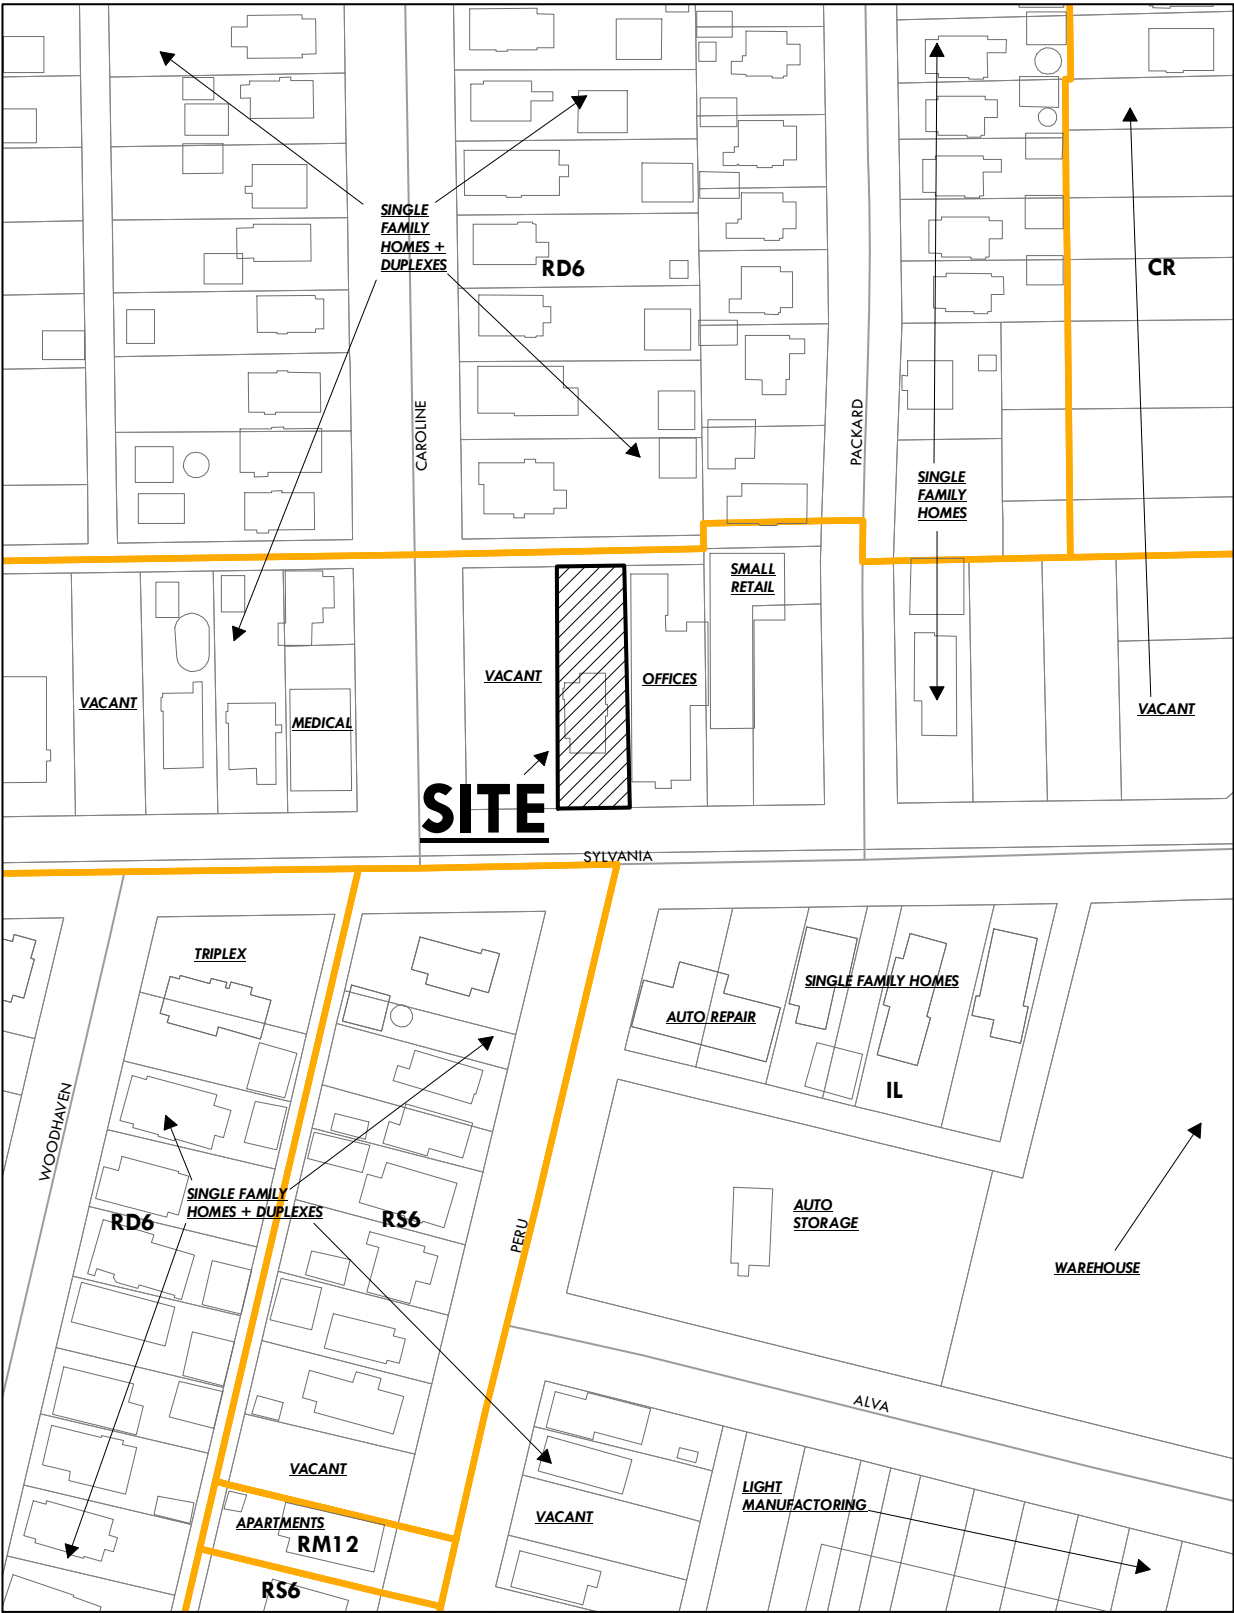 SINGLE
FAMILY
HOMES +
DUPLEXES
RD6
CR
CAROLINE
PACKARD
SINGLE
FAMILY
HOMES
SMALL
RETAIL
VACANT
MEDICAL
VACANT
OFFICES
VACANT
SITE
SYLVANIA
TRIPLEX
SINGLE FAMILY HOMES
AUTO REPAIR
IL
WOODHAVEN
SINGLE FAMILY
HOMES + DUPLEXES
RD6
RS6
PERU
AUTO
STORAGE
WAREHOUSE
ALVA
VACANT
LIGHT
MANUFACTORING
APARTMENTS
VACANT
RM12
RS6